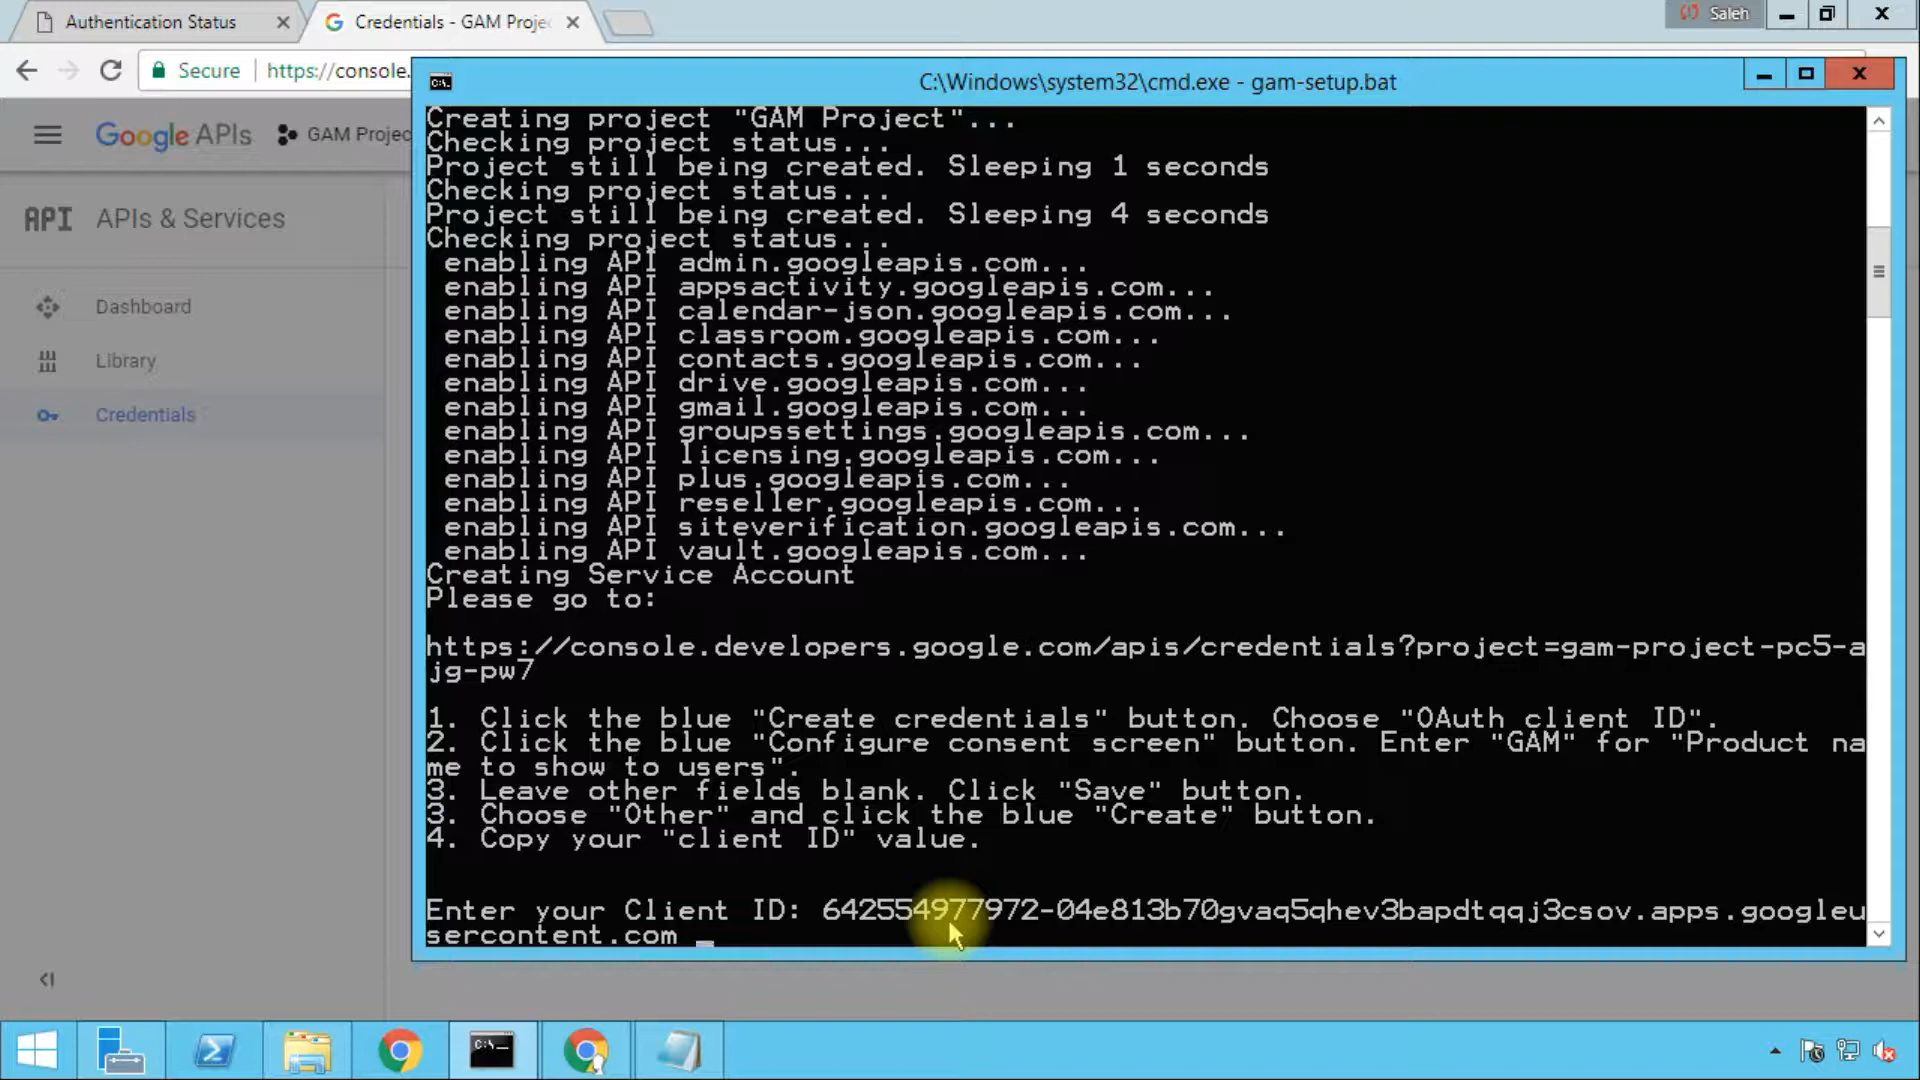 Authentication Status
Credentials - GAM Proje
Saleh
Secure
https://console.
C:\Windows\system32\cmd.exe - gam-setup.bat
Google APIs
GAM Projec
API
APIs & Services
Dashboard
Library
Credentials
Creating project "GAM Project"...
Checking project status...
Project still being created. Sleeping 1 seconds
Checking project status...
Project still being created. Sleeping 4 seconds
Checking project status...
enabling API admin.googleapis.com...
enabling API appsactivity.googleapis.com...
enabling API calendar-json.googleapis.com...
enabling API classroom.googleapis.com...
enabling API contacts.googleapis.com...
enabling API drive.googleapis.com...
enabling API gmail.googleapis.com...
enabling API groupssettings.googleapis.com...
enabling API licensing.googleapis.com...
enabling API plus.googleapis.com...
enabling API reseller.googleapis.com...
enabling API siteverification.googleapis.com...
enabling API vault.googleapis.com...
Creating Service Account
Please go to:
https://console.developers.google.com/apis/credentials?project=gam-project-pc5-a
jg-pw7
1. Click the blue "Create credentials" button. Choose "OAuth client ID".
2. Click the blue "Configure consent screen" button. Enter "GAM" for "Product na
me to show to users".
3. Leave other fields blank. Click "Save" button.
3. Choose "Other" and click the blue "Create" button.
4. Copy your "client ID" value.
Enter your Client ID: 642554977972-04e813b70gvaq5qhev3bapdtqqj3csov.apps.googleu
sercontent.com